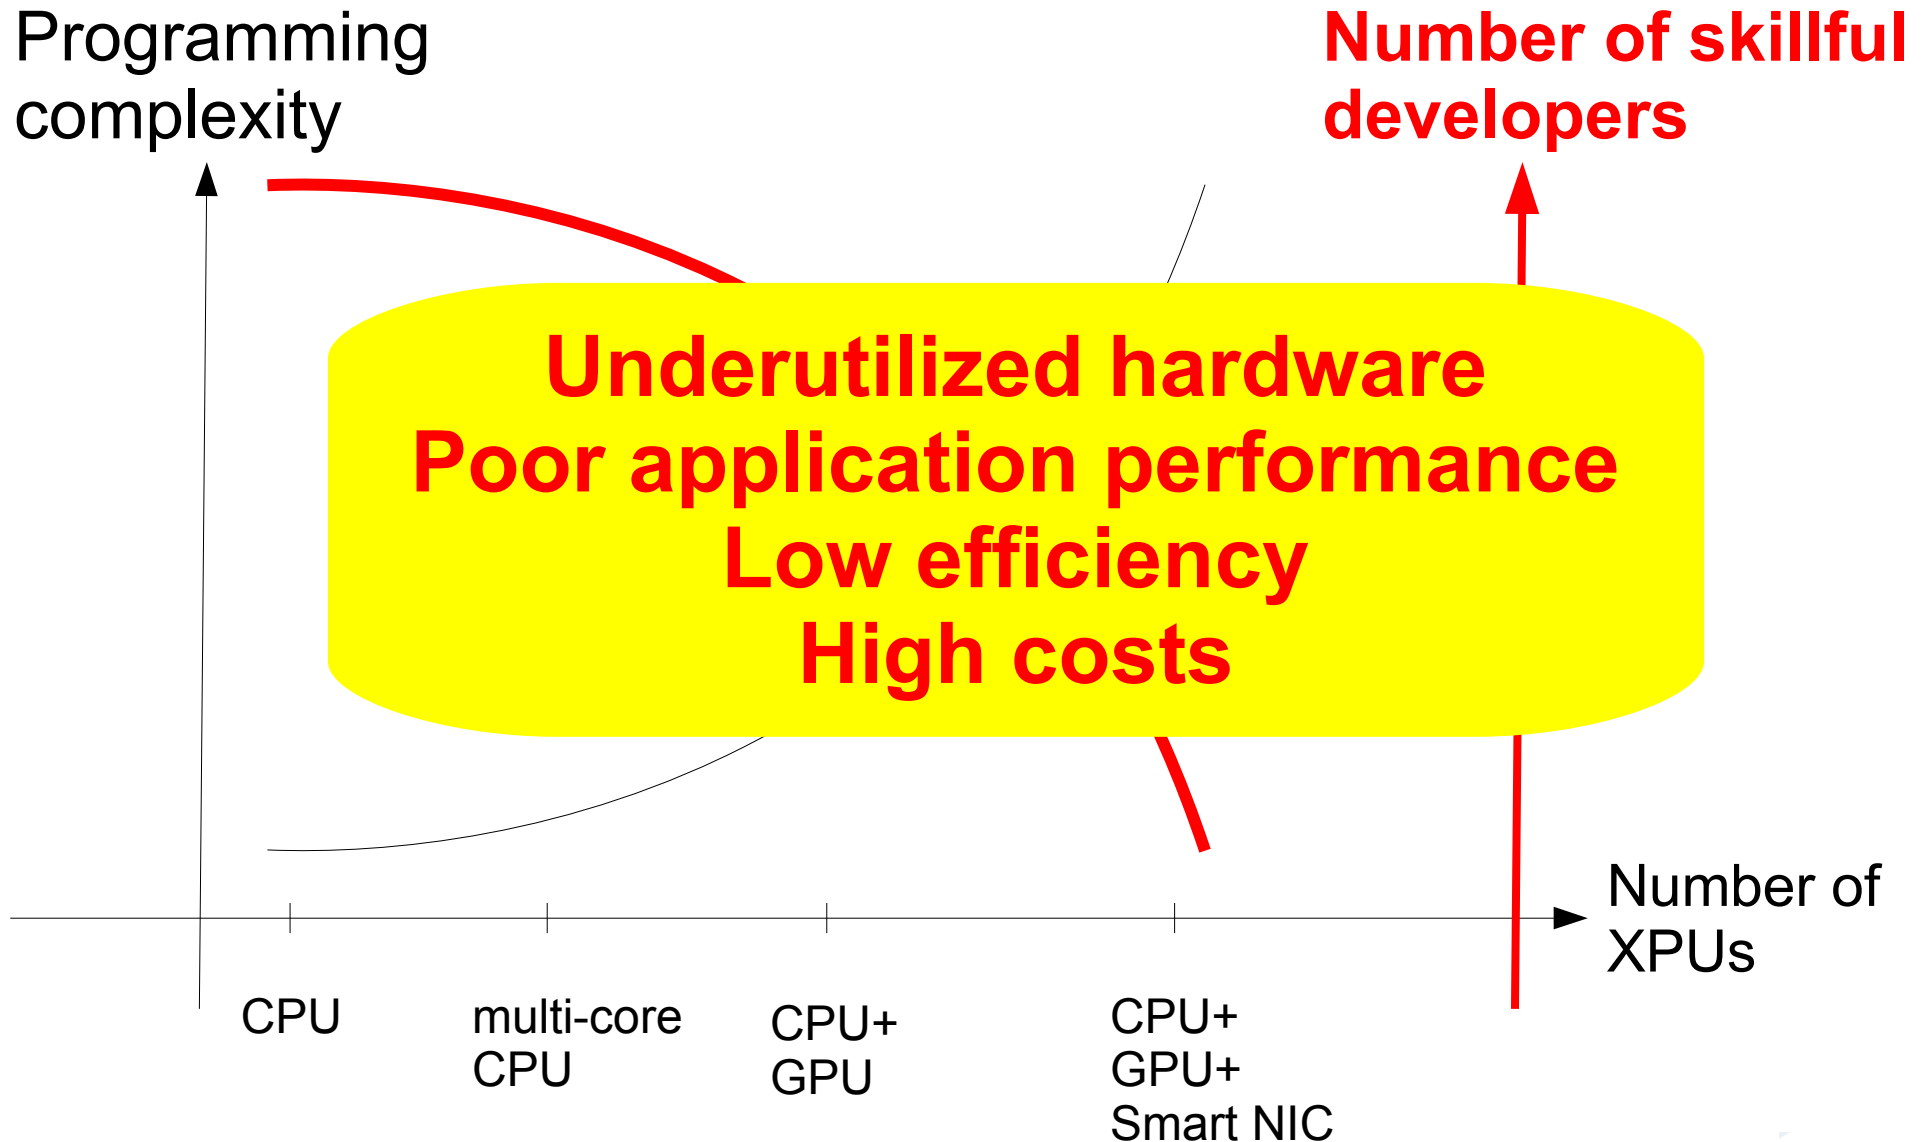 Programming
complexity
Number of skillful
developers
Underutilized hardware
Poor application performance
Low efficiency
High costs
Number of
XPUs
CPU
multi-core
CPU
CPU+
GPU
CPU+
GPU+
Smart NIC